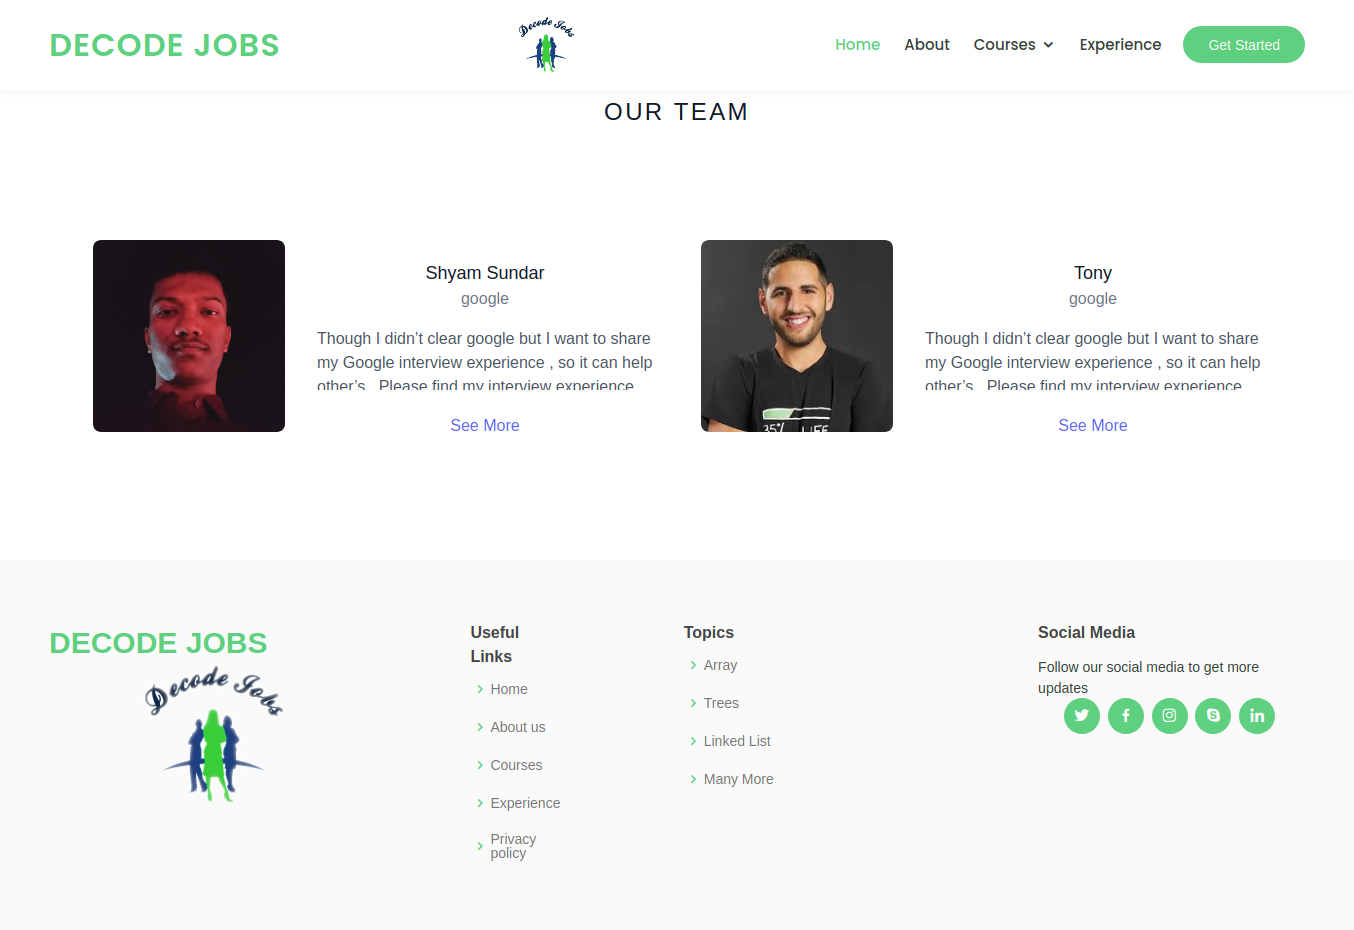 DECODE JOBS
Decode Jobs
Home About Courses Experience Get Started
OUR TEAM
Shyam Sundar
google
Though I didn’t clear google but I want to share
my Google interview experience , so it can help
other’s . Please find my interview experience
See More
Tony
google
Though I didn’t clear google but I want to share
my Google interview experience , so it can help
other’s . Please find my interview experience
See More
35% LIFE
DECODE JOBS
Decode Jobs
Useful
Links
Home
About us
Courses
Experience
Privacy
policy
Topics
Array
Trees
Linked List
Many More
Social Media
Follow our social media to get more
updates